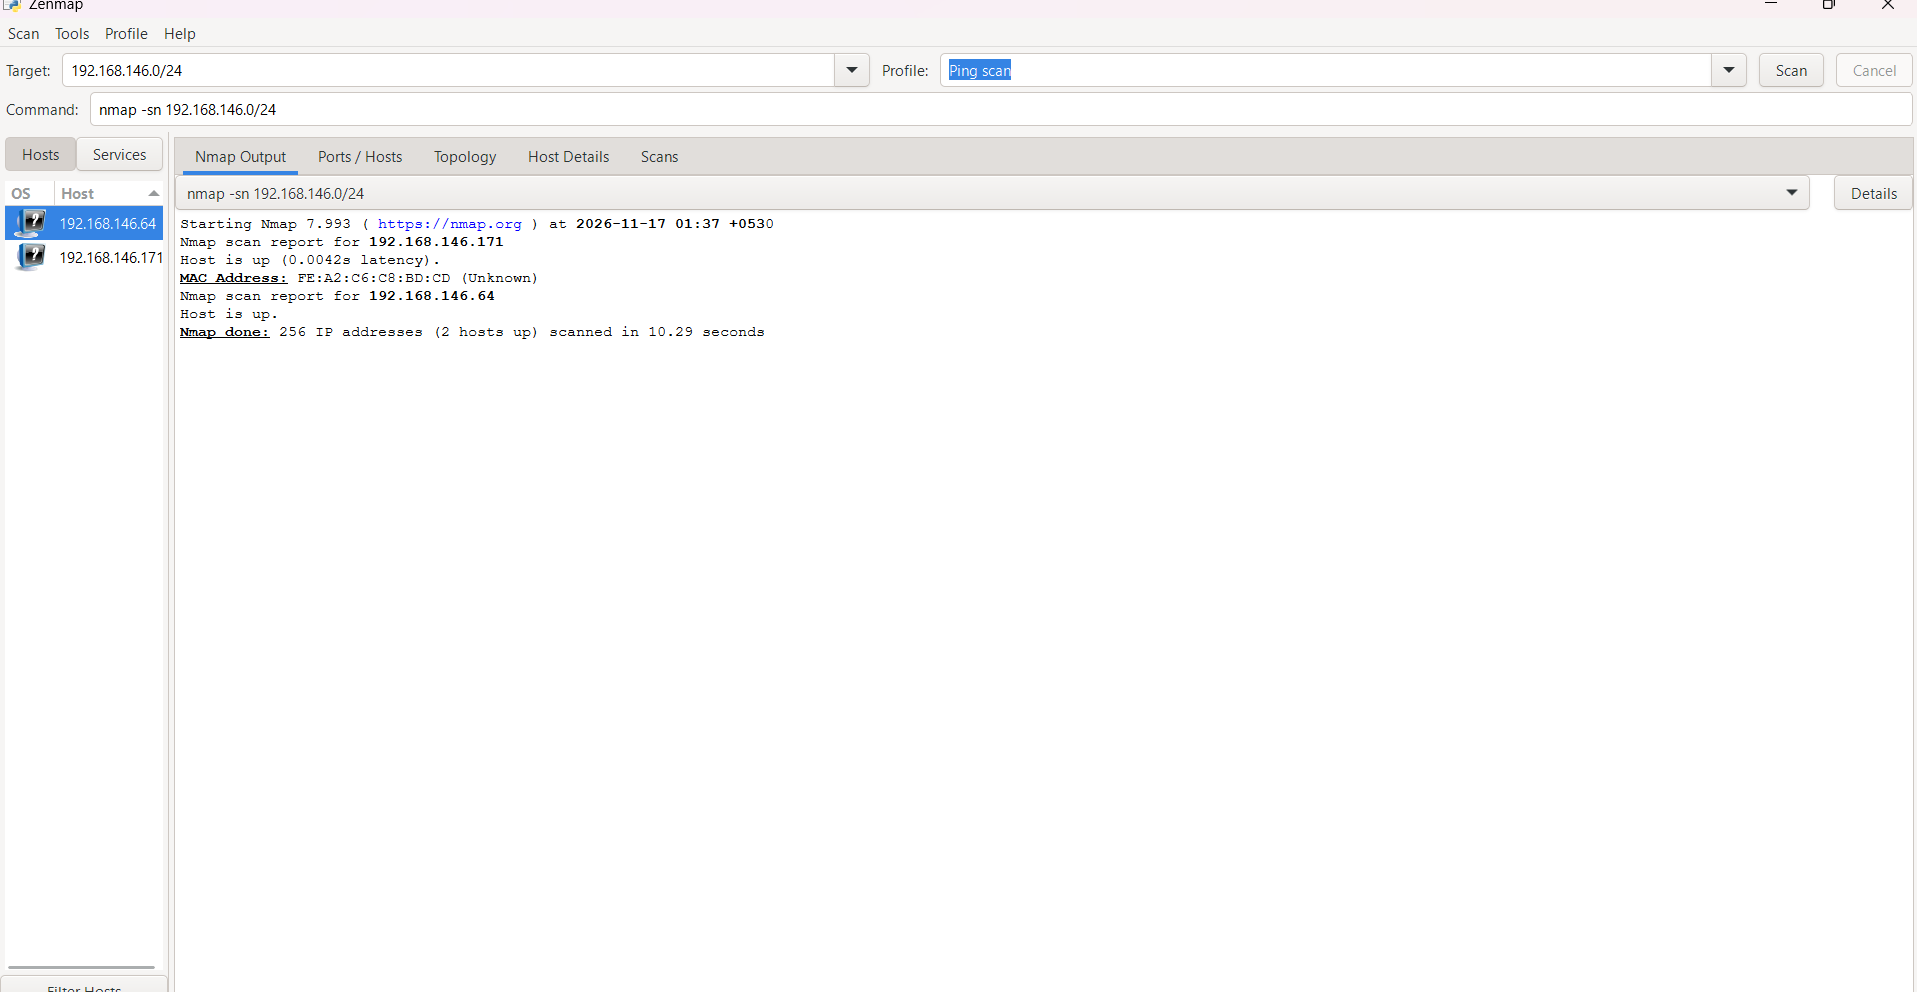 Zenmap
Scan Tools Profile Help
Target: 192.168.146.0/24 Profile: Ping scan Scan Cancel
Command: nmap -sn 192.168.146.0/24
Hosts Services
Nmap Output Ports / Hosts Topology Host Details Scans
OS Host
nmap -sn 192.168.146.0/24 Details
192.168.146.64
192.168.146.171
Starting Nmap 7.993 ( https://nmap.org ) at 2026-11-17 01:37 +0530
Nmap scan report for 192.168.146.171
Host is up (0.0042s latency).
MAC Address: FE:A2:C6:C8:BD:CD (Unknown)
Nmap scan report for 192.168.146.64
Host is up.
Nmap done: 256 IP addresses (2 hosts up) scanned in 10.29 seconds
Filter Hosts